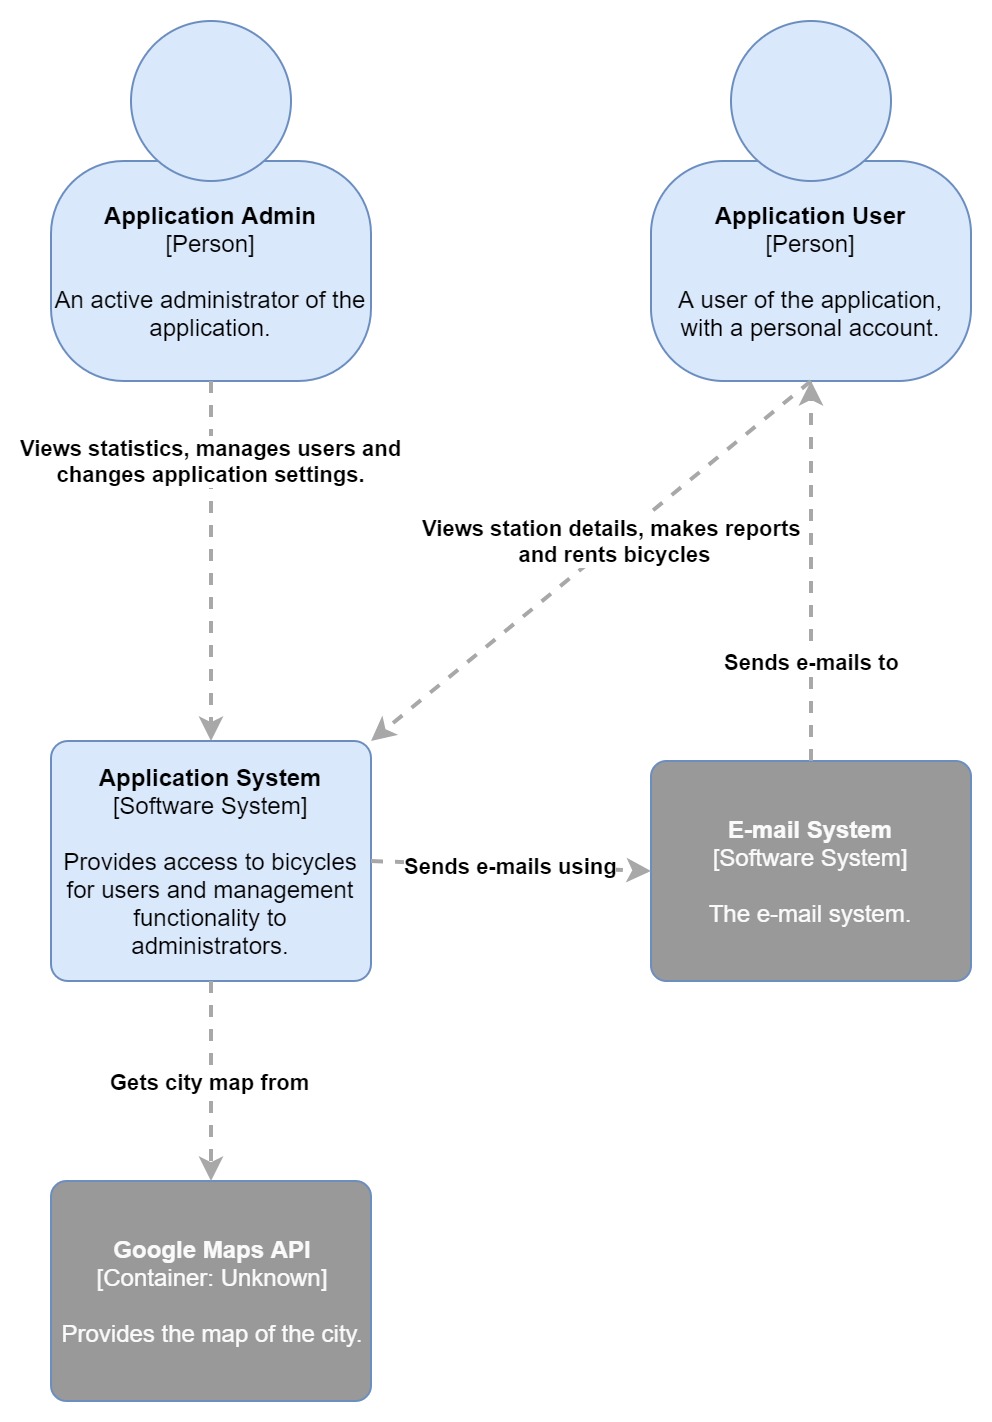 Application Admin
[Person]
An active administrator of the
application.
Application User
[Person]
A user of the application,
with a personal account.
Views statistics, manages users and
changes application settings.
Views station details, makes reports
and rents bicycles
Sends e-mails to
Application System
[Software System]
Provides access to bicycles
for users and management
functionality to
administrators.
Sends e-mails using
E-mail System
[Software System]
The e-mail system.
Gets city map from
Google Maps API
[Container: Unknown]
Provides the map of the city.